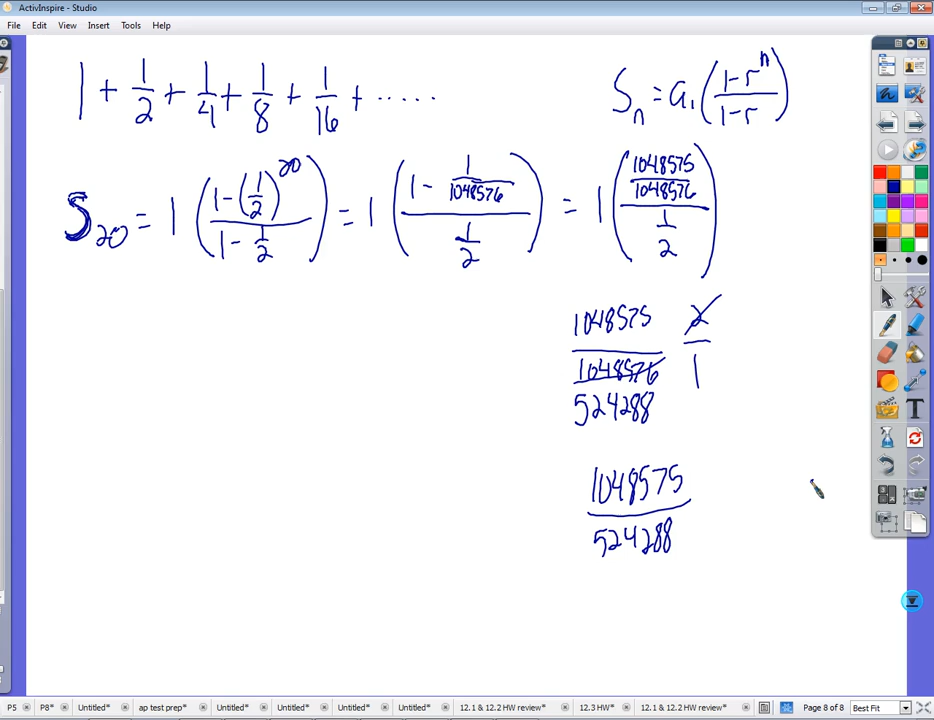 ActivInspire - Studio
File Edit View Insert Tools Help
1 + 1/2 + 1/4 + 1/8 + 1/16 + .....
Sₙ = a₁ ( (1-rⁿ) / (1-r) )
S₂₀ = 1 ( (1-(1/2)²⁰) / (1-1/2) ) = 1 ( (1 - 1/1048576) / (1/2) ) = 1 ( (1048575/1048576) / (1/2) )
1048575 2
1048576 1
524288
1048575
524288
P5 P8* Untitled* ap test prep* Untitled* Untitled* Untitled* Untitled* 12.1 & 12.2 HW review* 12.3 HW* 12.1 & 12.2 HW review* Page 8 of 8 Best Fit